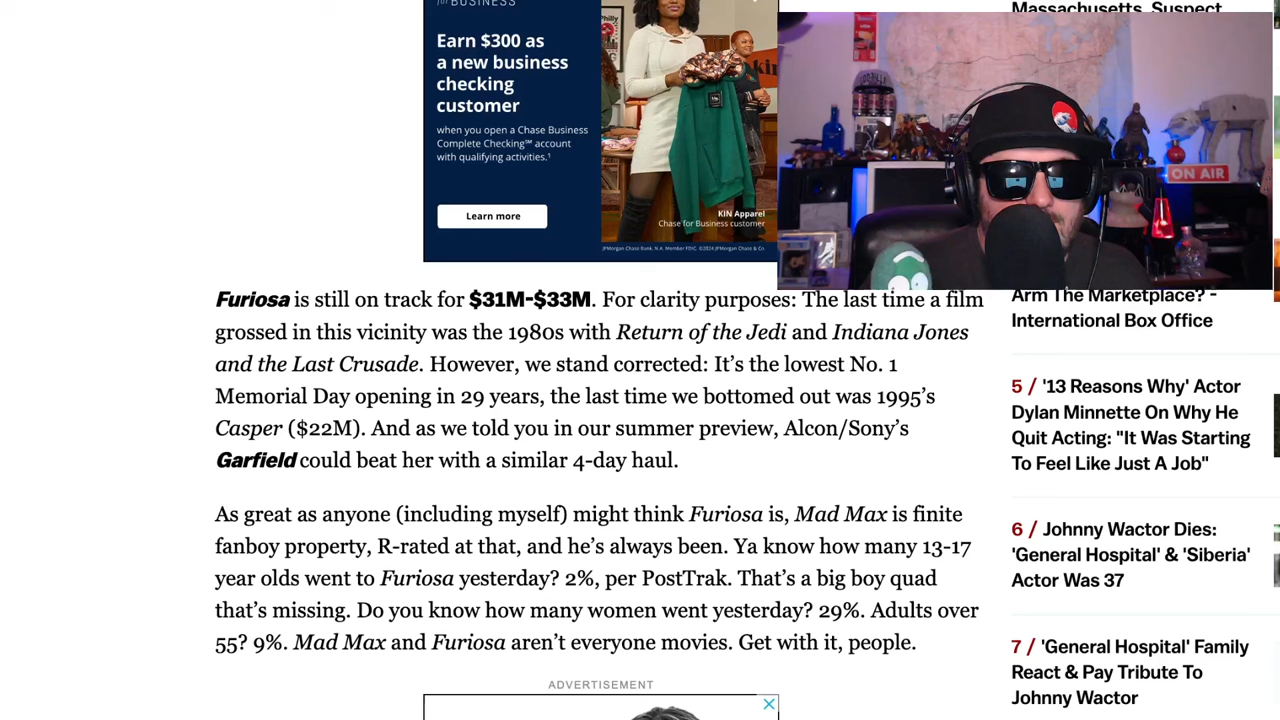 for BUSINESS
Earn $300 as
a new business
checking
customer
when you open a Chase Business
Complete Checking℠ account
with qualifying activities.¹
Learn more
KIN Apparel
Chase for Business customer
JPMorgan Chase Bank, N.A. Member FDIC. ©2024 JPMorgan Chase & Co.
ON AIR
Furiosa is still on track for $31M-$33M. For clarity purposes: The last time a film
grossed in this vicinity was the 1980s with Return of the Jedi and Indiana Jones
and the Last Crusade. However, we stand corrected: It’s the lowest No. 1
Memorial Day opening in 29 years, the last time we bottomed out was 1995’s
Casper ($22M). And as we told you in our summer preview, Alcon/Sony’s
Garfield could beat her with a similar 4-day haul.
As great as anyone (including myself) might think Furiosa is, Mad Max is finite
fanboy property, R-rated at that, and he’s always been. Ya know how many 13-17
year olds went to Furiosa yesterday? 2%, per PostTrak. That’s a big boy quad
that’s missing. Do you know how many women went yesterday? 29%. Adults over
55? 9%. Mad Max and Furiosa aren’t everyone movies. Get with it, people.
ADVERTISEMENT
Massachusetts, Suspect
Arm The Marketplace? -
International Box Office
5 / '13 Reasons Why' Actor
Dylan Minnette On Why He
Quit Acting: "It Was Starting
To Feel Like Just A Job"
6 / Johnny Wactor Dies:
'General Hospital' & 'Siberia'
Actor Was 37
7 / 'General Hospital' Family
React & Pay Tribute To
Johnny Wactor